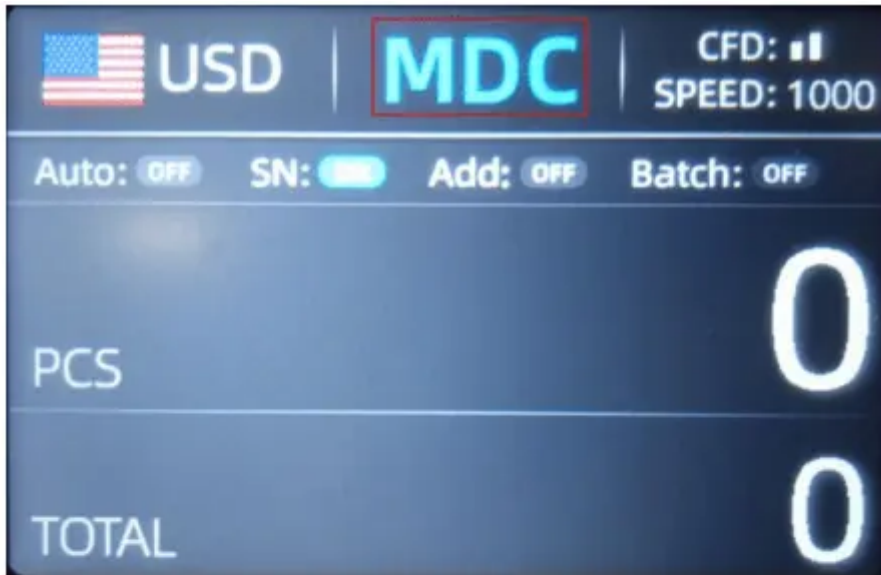 USD MDC CFD:
SPEED: 1000
Auto: OFF SN: Add: OFF Batch: OFF
PCS 0
TOTAL 0